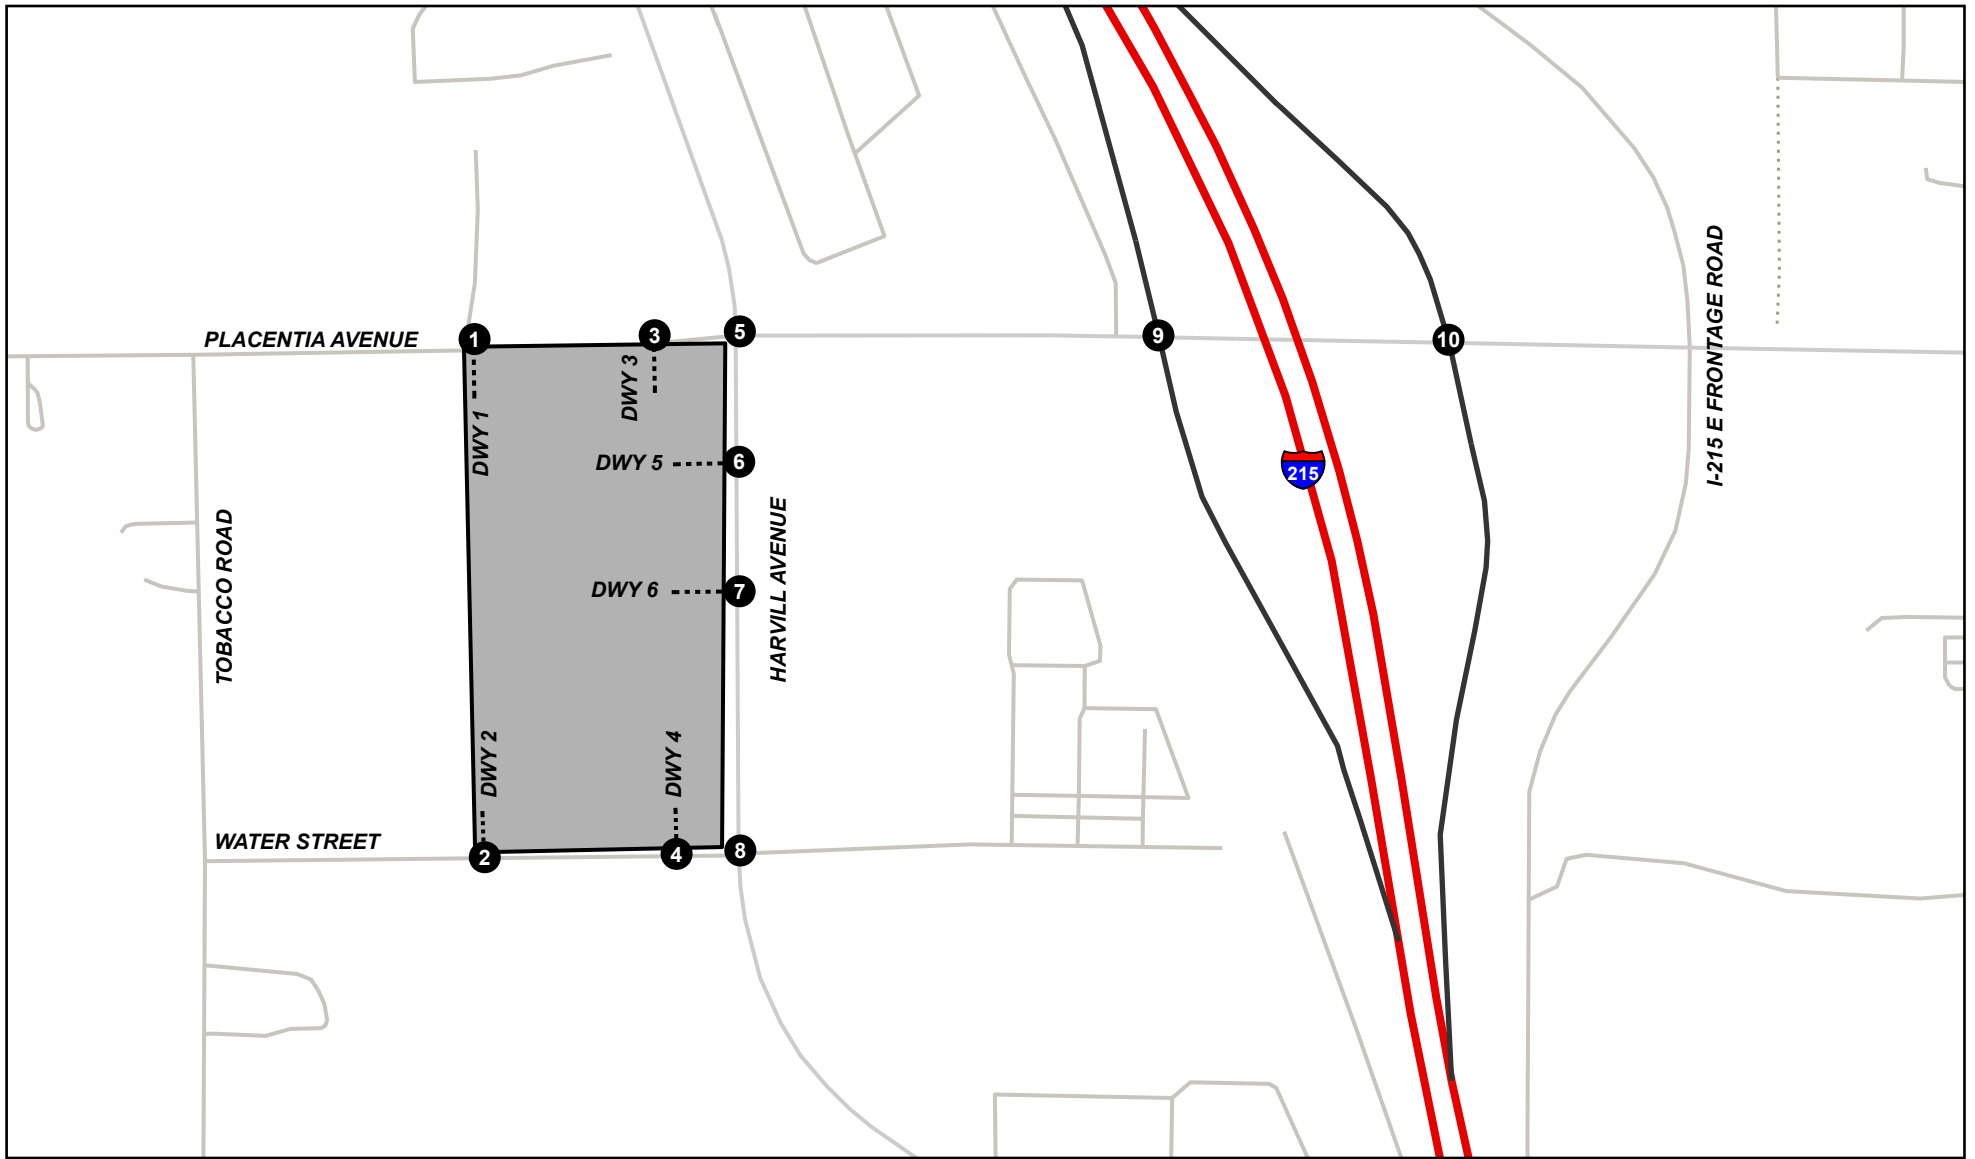 I-215 E FRONTAGE ROAD
PLACENTIA AVENUE
1
3
5
9
10
DWY 3
DWY 1
DWY 5
6
215
TOBACCO ROAD
HARVILL AVENUE
DWY 6
7
DWY 2
DWY 4
WATER STREET
2
4
8